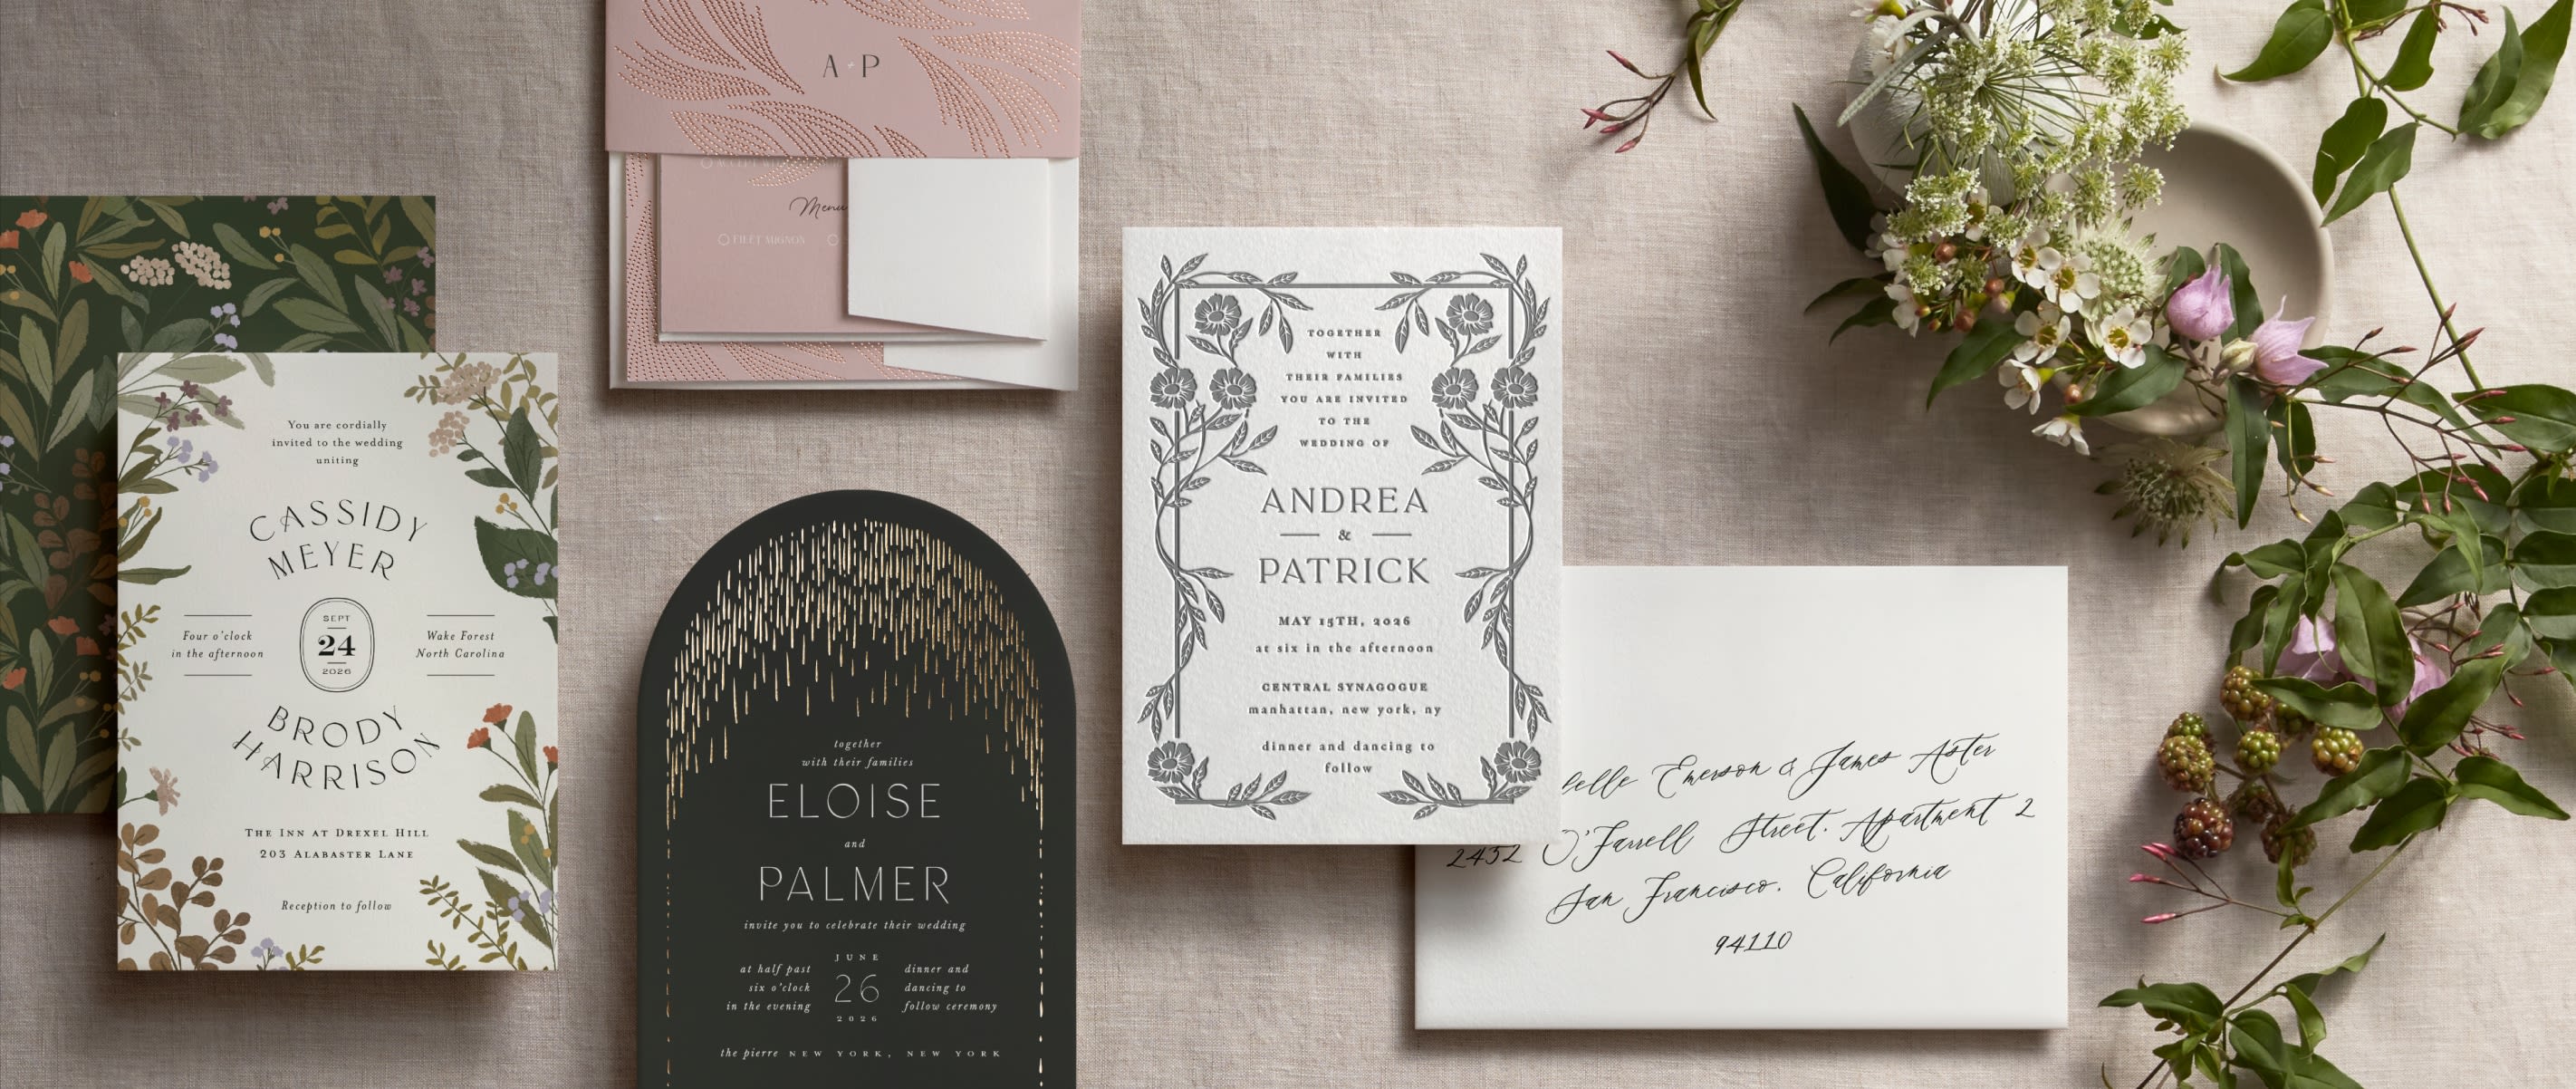 A + P
Menu
FILET MIGNON
You are cordially
invited to the wedding
uniting
CASSIDY
MEYER
Four o'clock
in the afternoon
SEPT
24
2026
Wake Forest
North Carolina
BRODY
HARRISON
THE INN AT DREXEL HILL
203 ALABASTER LANE
Reception to follow
together
with their families
ELOISE
and
PALMER
invite you to celebrate their wedding
at half past
six o'clock
in the evening
JUNE
26
2026
dinner and
dancing to
follow ceremony
the pierre NEW YORK, NEW YORK
TOGETHER
WITH
THEIR FAMILIES
YOU ARE INVITED
TO THE
WEDDING OF
ANDREA
&
PATRICK
MAY 15TH, 2026
at six in the afternoon
CENTRAL SYNAGOGUE
manhattan, new york, ny
dinner and dancing to
follow
belle Emerson & James Aster
2452 O'Farrell Street. Apartment 2
San Francisco. California
94110